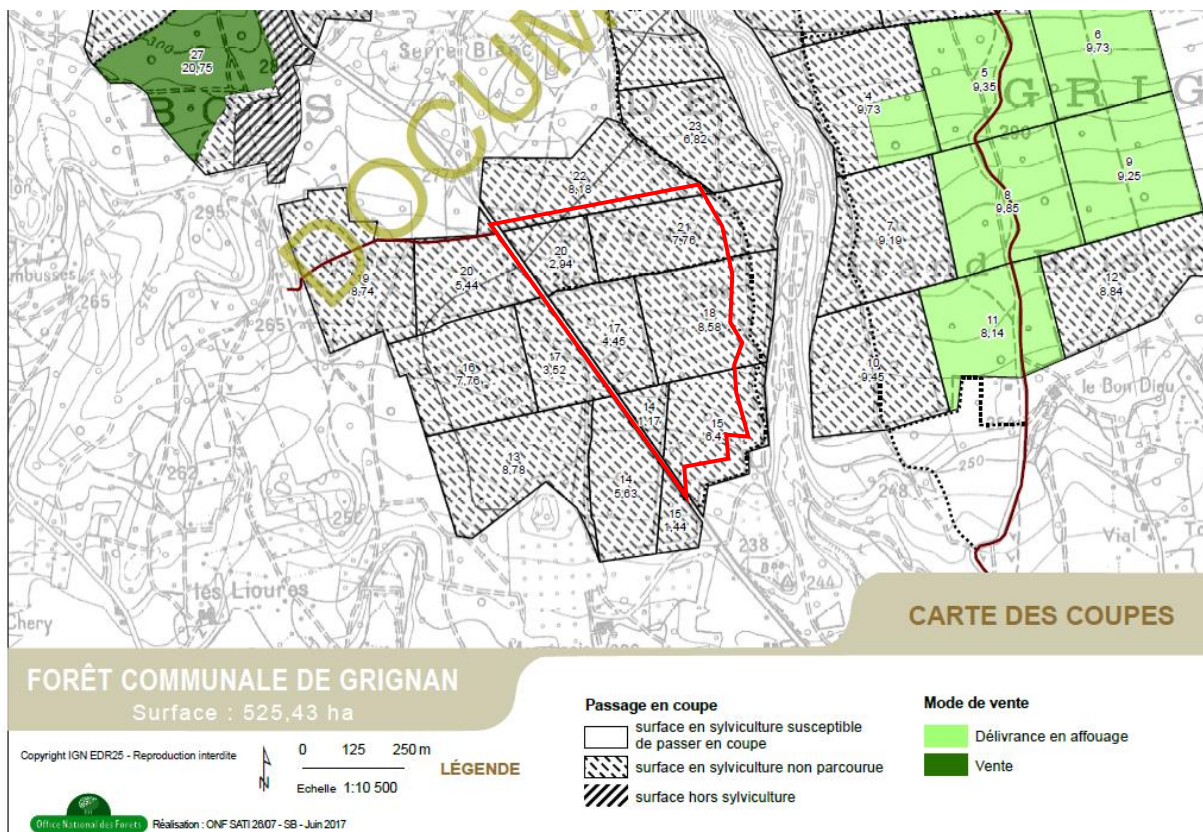 27
20,75
300
Serre Blanc
DOCUM
BOIS
DE
GRIG
23
6,82
22
8,18
4
9,73
5
9,35
6
9,73
280
9
9,25
8
9,85
7
9,19
295
265
19
8,74
20
5,44
20
2,94
21
7,76
18
8,58
17
4,45
17
3,52
16
7,76
12
8,84
11
8,14
10
9,45
le Bon Digu
14
1,17
15
6,43
13
8,78
14
5,63
15
1,44
262
250
250
248
238
244
Vial
les Lioures
Chery
CARTE DES COUPES
FORÊT COMMUNALE DE GRIGNAN
Surface : 525,43 ha
Copyright IGN EDR25 - Reproduction interdite
N
0 125 250 m
Echelle 1:10 500
LÉGENDE
Office National des Forets
Réalisation : ONF SATI 26/07 - SB - Juin 2017
Passage en coupe
surface en sylviculture susceptible
de passer en coupe
surface en sylviculture non parcourue
surface hors sylviculture
Mode de vente
Délivrance en affouage
Vente